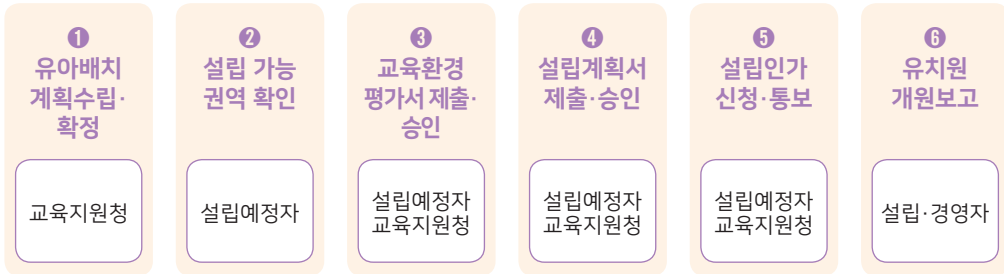 ❶
유아배치
계획수립·
확정
교육지원청
❷
설립 가능
권역 확인
설립예정자
❸
교육환경
평가서 제출·
승인
설립예정자
교육지원청
❹
설립계획서
제출·승인
설립예정자
교육지원청
❺
설립인가
신청·통보
설립예정자
교육지원청
❻
유치원
개원보고
설립·경영자